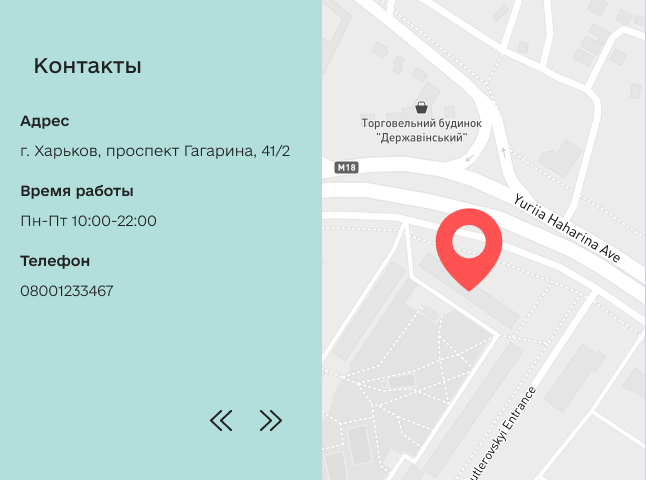 Контакты
Адрес
г. Харьков, проспект Гагарина, 41/2
Время работы
Пн-Пт 10:00-22:00
Телефон
08001233467
Торговельний будинок
"Державінський"
M18
Yuriia Haharina Ave
Entrance